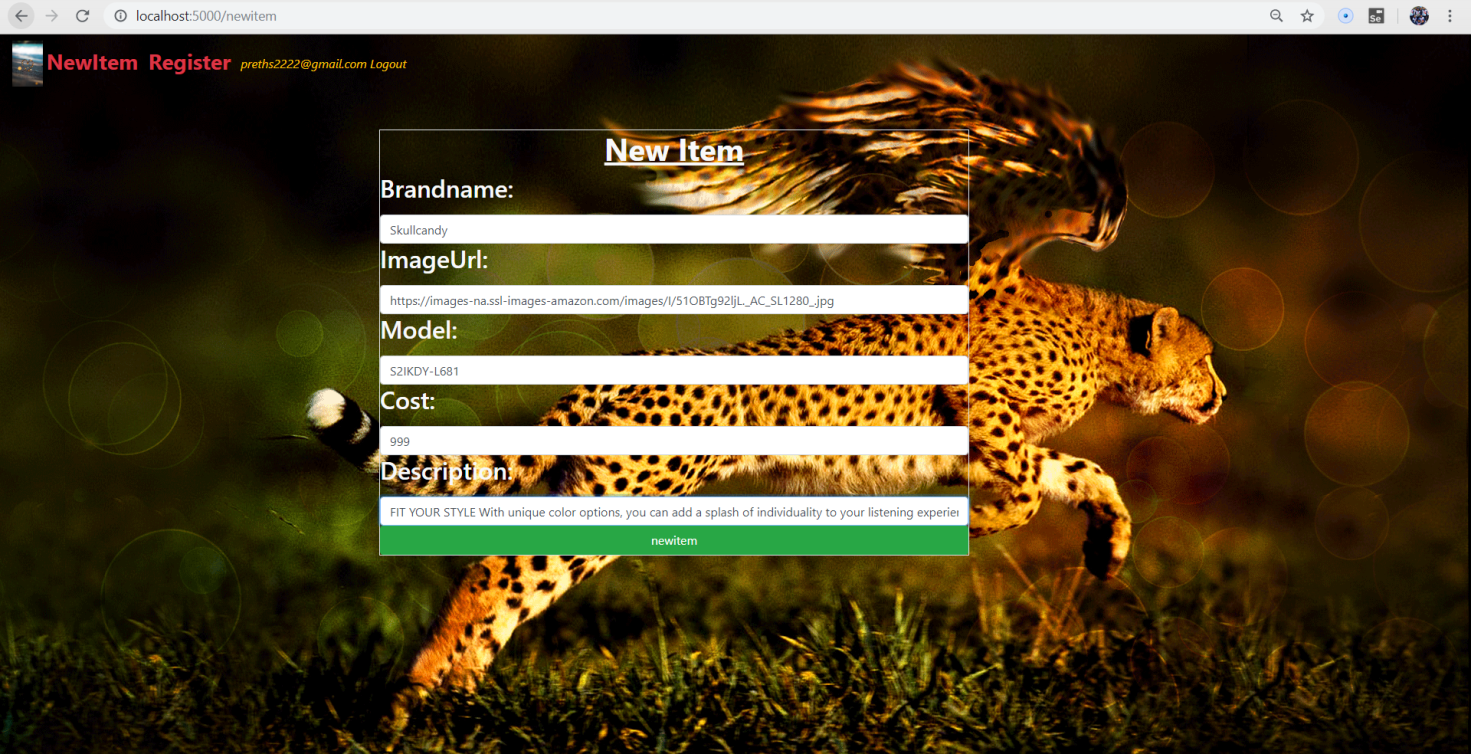 localhost:5000/newitem
Se
NewItem Register preths2222@gmail.com Logout
New Item
Brandname:
Skullcandy
ImageUrl:
https://images-na.ssl-images-amazon.com/images/I/51OBTg92ljL._AC_SL1280_.jpg
Model:
S2IKDY-L681
Cost:
999
Description:
FIT YOUR STYLE With unique color options, you can add a splash of individuality to your listening experien
newitem